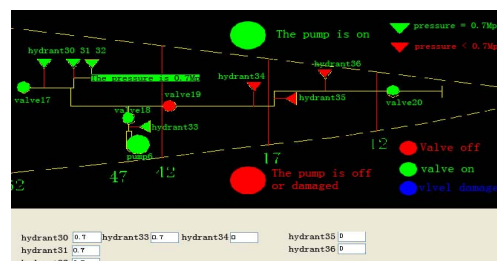 The pump is on
pressure = 0.7Mp
pressure < 0.7Mp
hydrant30 31 32
hydrant36
The pressure is 0.7Mp
hydrant34
valve17
valve18
valve19
hydrant35
valve20
hydrant33
pump6
12
17
47
42
The pump is off
or damaged
Valve off
valve on
hydrant30 0.7 hydrant33 0.7 hydrant34 0 hydrant35 0
hydrant31 0.7 hydrant36 0